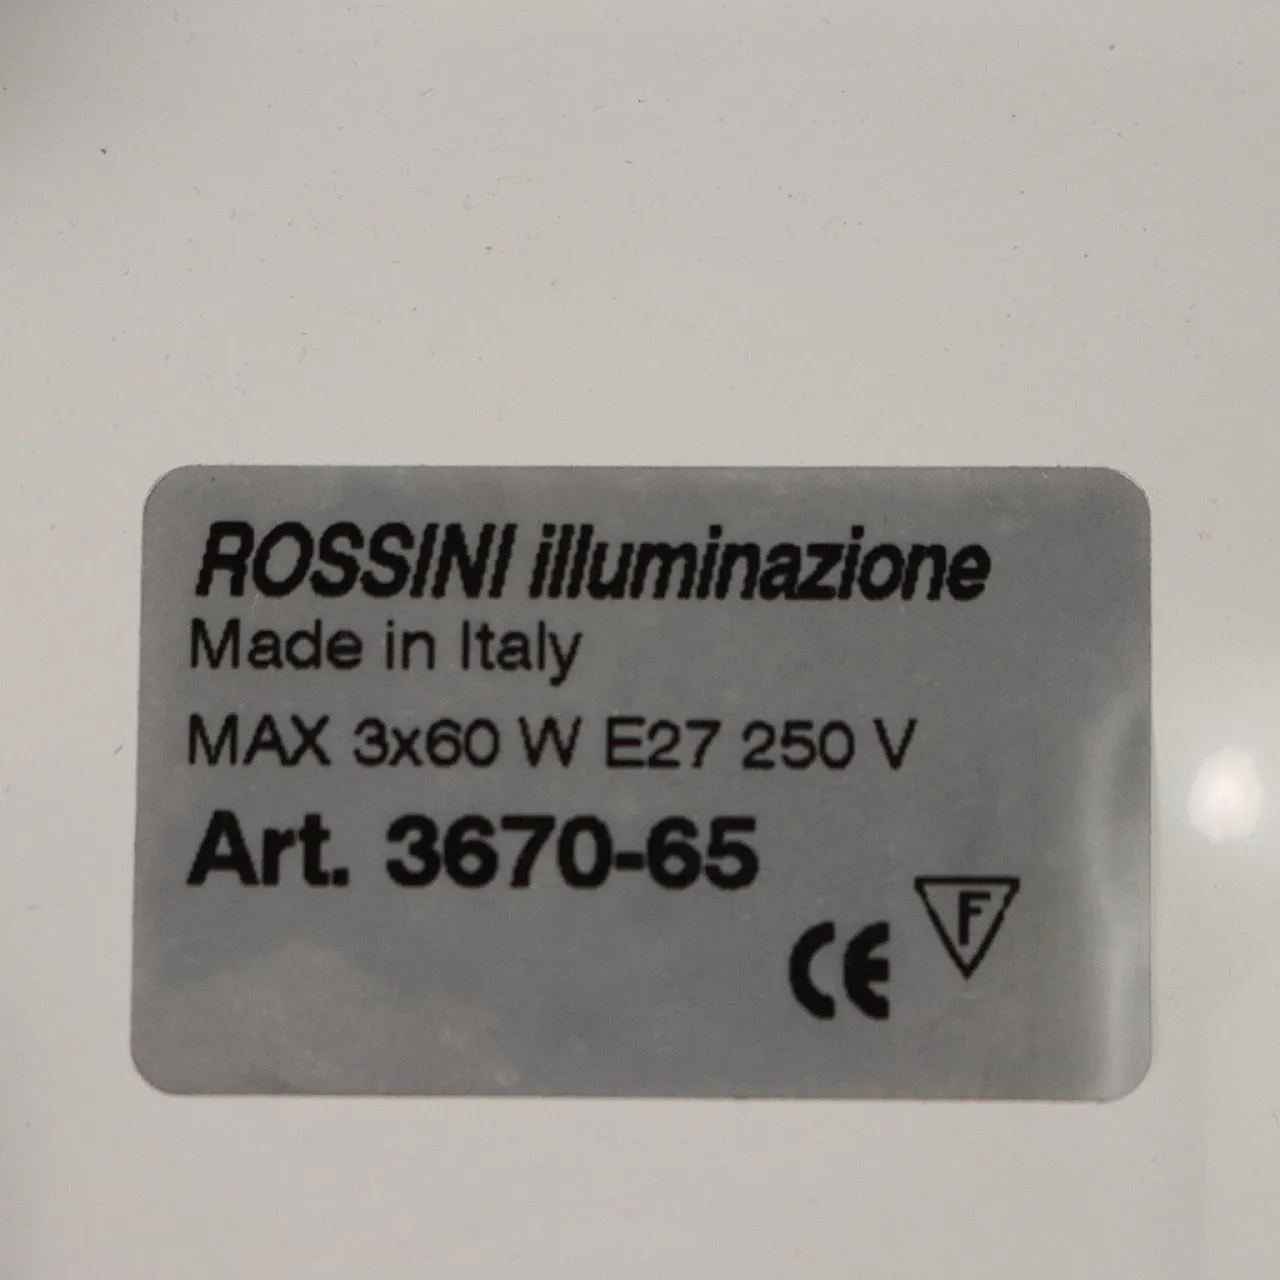 ROSSINI illuminazione
Made in Italy
MAX 3x60 W E27 250 V
Art. 3670-65
CE F